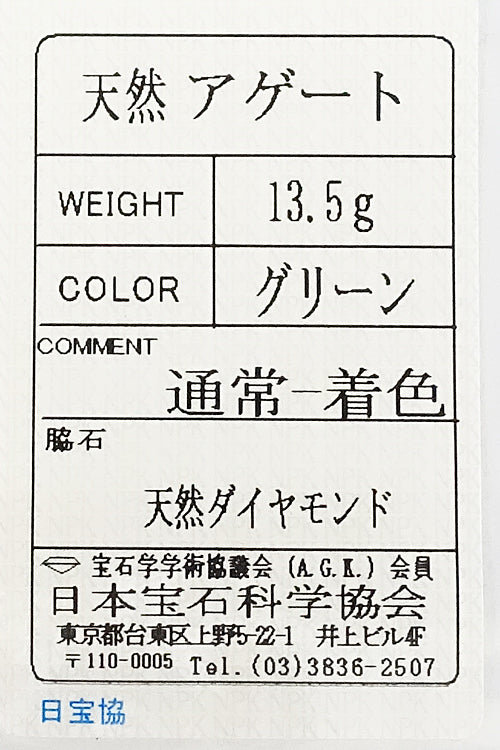 天然 アゲート
WEIGHT 13.5g
COLOR グリーン
COMMENT
通常-着色
脇石
天然ダイヤモンド
宝石学学術協議会 (A.G.K.) 会員
日本宝石科学協会
東京都台東区上野5-22-1 井上ビル4F
〒110-0005 Tel.(03)3836-2507
日宝協